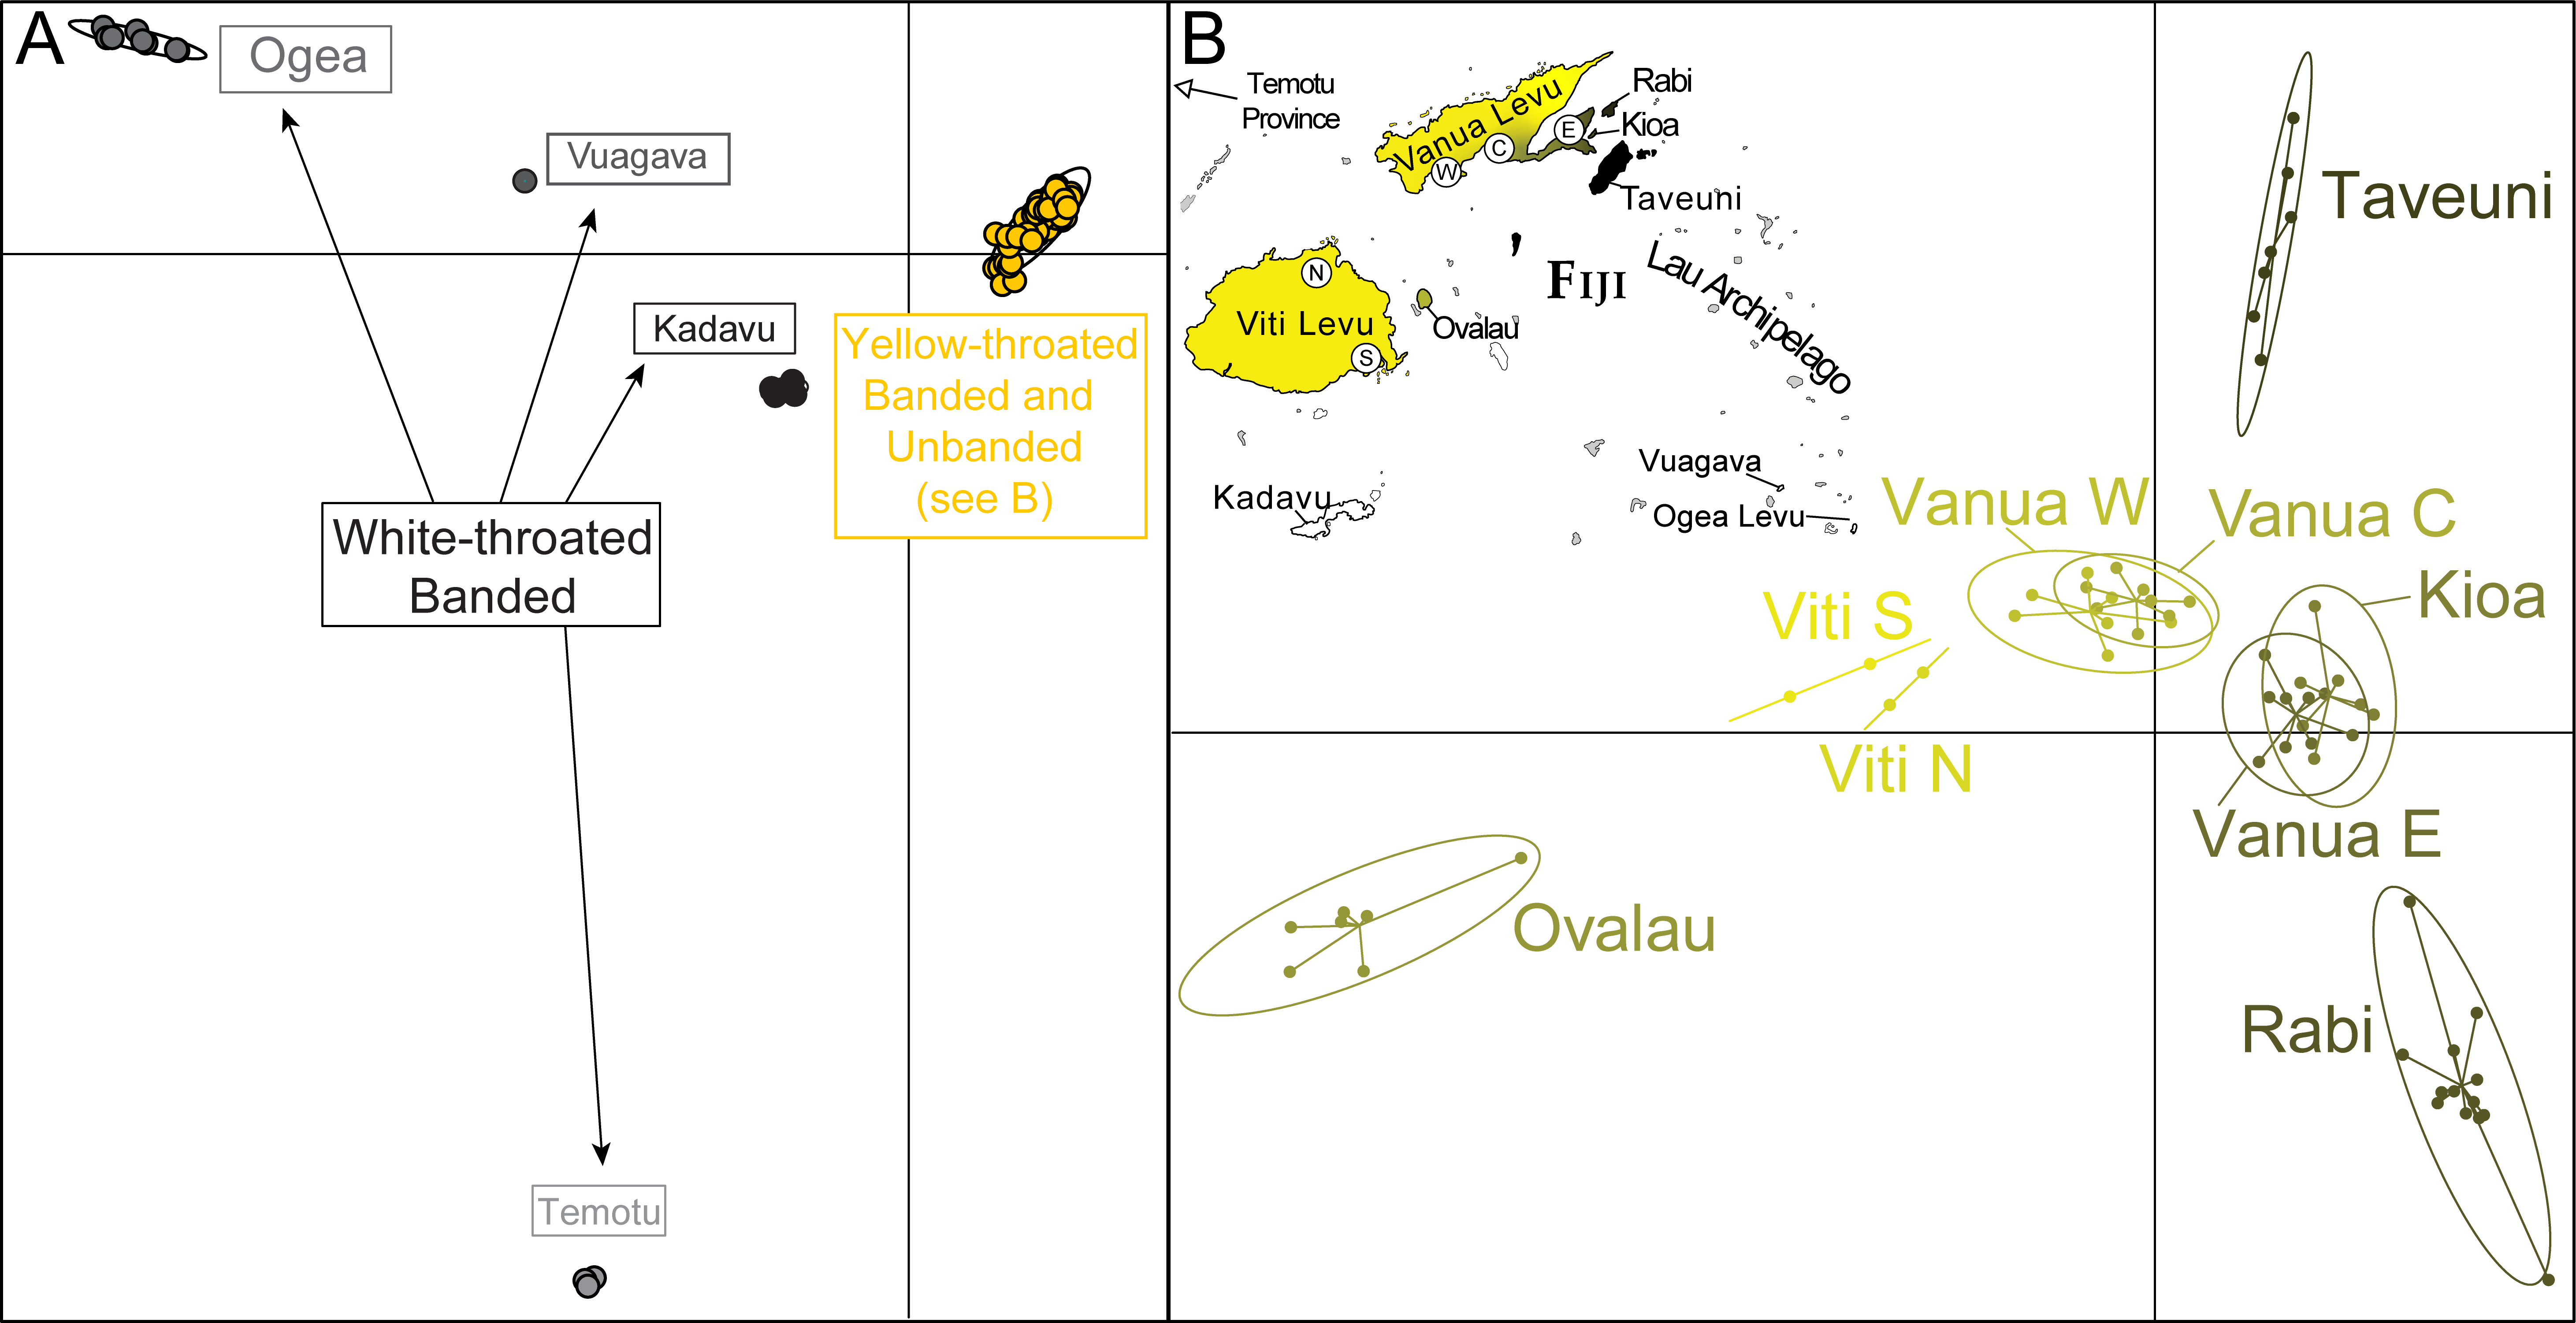 A
Ogea
Vuagava
Kadavu
Yellow-throated
Banded and
Unbanded
(see B)
White-throated
Banded
Temotu
B
Temotu
Province
Vanua Levu
W
C
E
Rabi
Kioa
Taveuni
FIJI
Lau Archipelago
N
Viti Levu
S
Ovalau
Kadavu
Vuagava
Ogea Levu
Taveuni
Vanua W
Vanua C
Kioa
Viti S
Viti N
Vanua E
Ovalau
Rabi